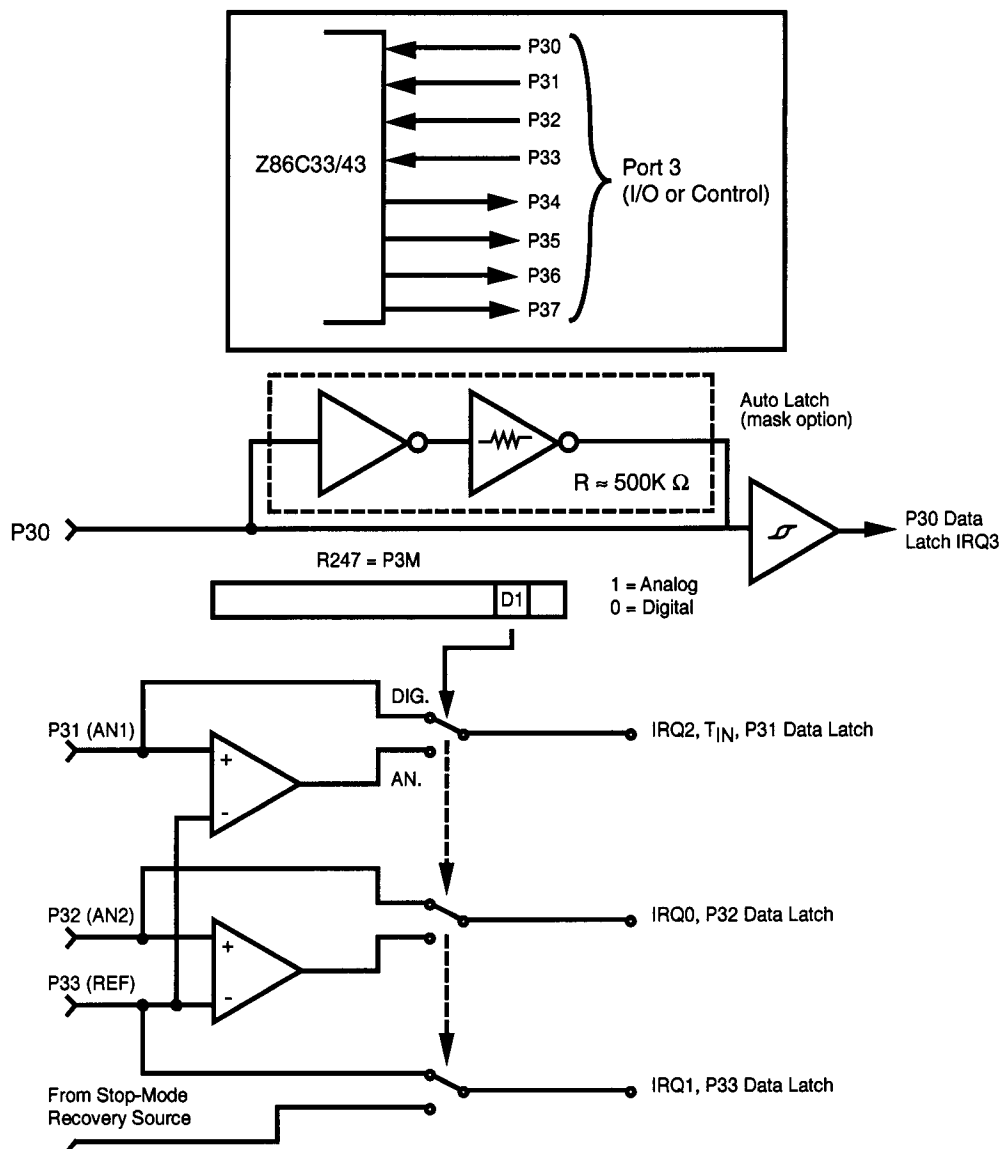 P30
P31
P32
P33
P34
P35
P36
P37
Z86C33/43
Port 3
(I/O or Control)
Auto Latch
(mask option)
R ≈ 500K Ω
P30
P30 Data
Latch IRQ3
R247 = P3M
D1
1 = Analog
0 = Digital
DIG.
P31 (AN1)
IRQ2, TIN, P31 Data Latch
+
AN.
-
P32 (AN2)
IRQ0, P32 Data Latch
+
P33 (REF)
-
From Stop-Mode
Recovery Source
IRQ1, P33 Data Latch